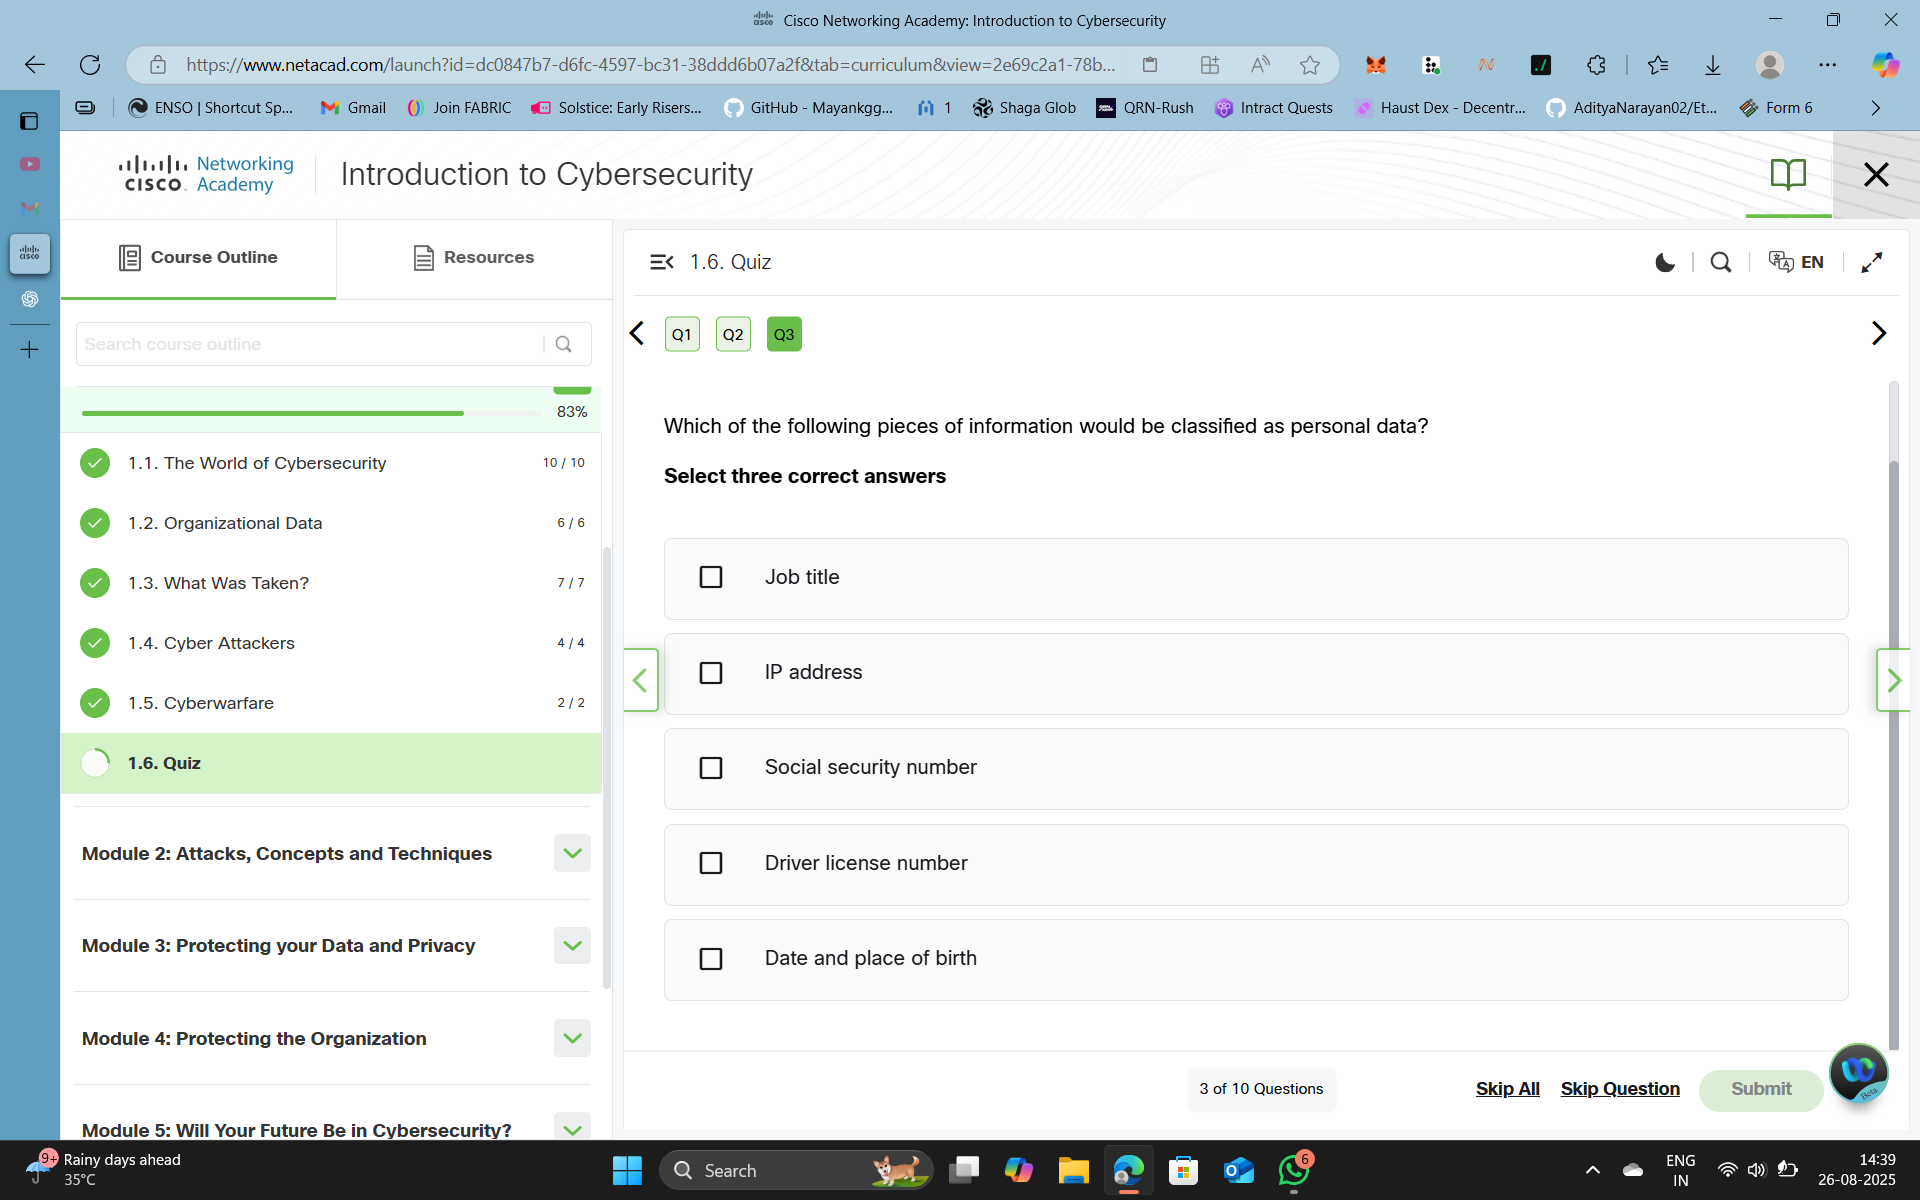 Cisco Networking Academy: Introduction to Cybersecurity
https://www.netacad.com/launch?id=dc0847b7-d6fc-4597-bc31-38ddd6b07a2f&tab=curriculum&view=2e69c2a1-78b...
ENSO | Shortcut Sp...
Gmail
Join FABRIC
Solstice: Early Risers...
GitHub - Mayankgg...
1
Shaga Glob
QRN-Rush
Intract Quests
Haust Dex - Decentr...
AdityaNarayan02/Et...
Form 6
CISCO Networking Academy
Introduction to Cybersecurity
Course Outline
Resources
Search course outline
83%
1.1. The World of Cybersecurity 10 / 10
1.2. Organizational Data 6 / 6
1.3. What Was Taken? 7 / 7
1.4. Cyber Attackers 4 / 4
1.5. Cyberwarfare 2 / 2
1.6. Quiz
Module 2: Attacks, Concepts and Techniques
Module 3: Protecting your Data and Privacy
Module 4: Protecting the Organization
Module 5: Will Your Future Be in Cybersecurity?
1.6. Quiz
EN
Q1 Q2 Q3
Which of the following pieces of information would be classified as personal data?
Select three correct answers
Job title
IP address
Social security number
Driver license number
Date and place of birth
3 of 10 Questions
Skip All
Skip Question
Submit
Beta
9+
Rainy days ahead
35°C
Search
6
ENG
IN
14:39
26-08-2025